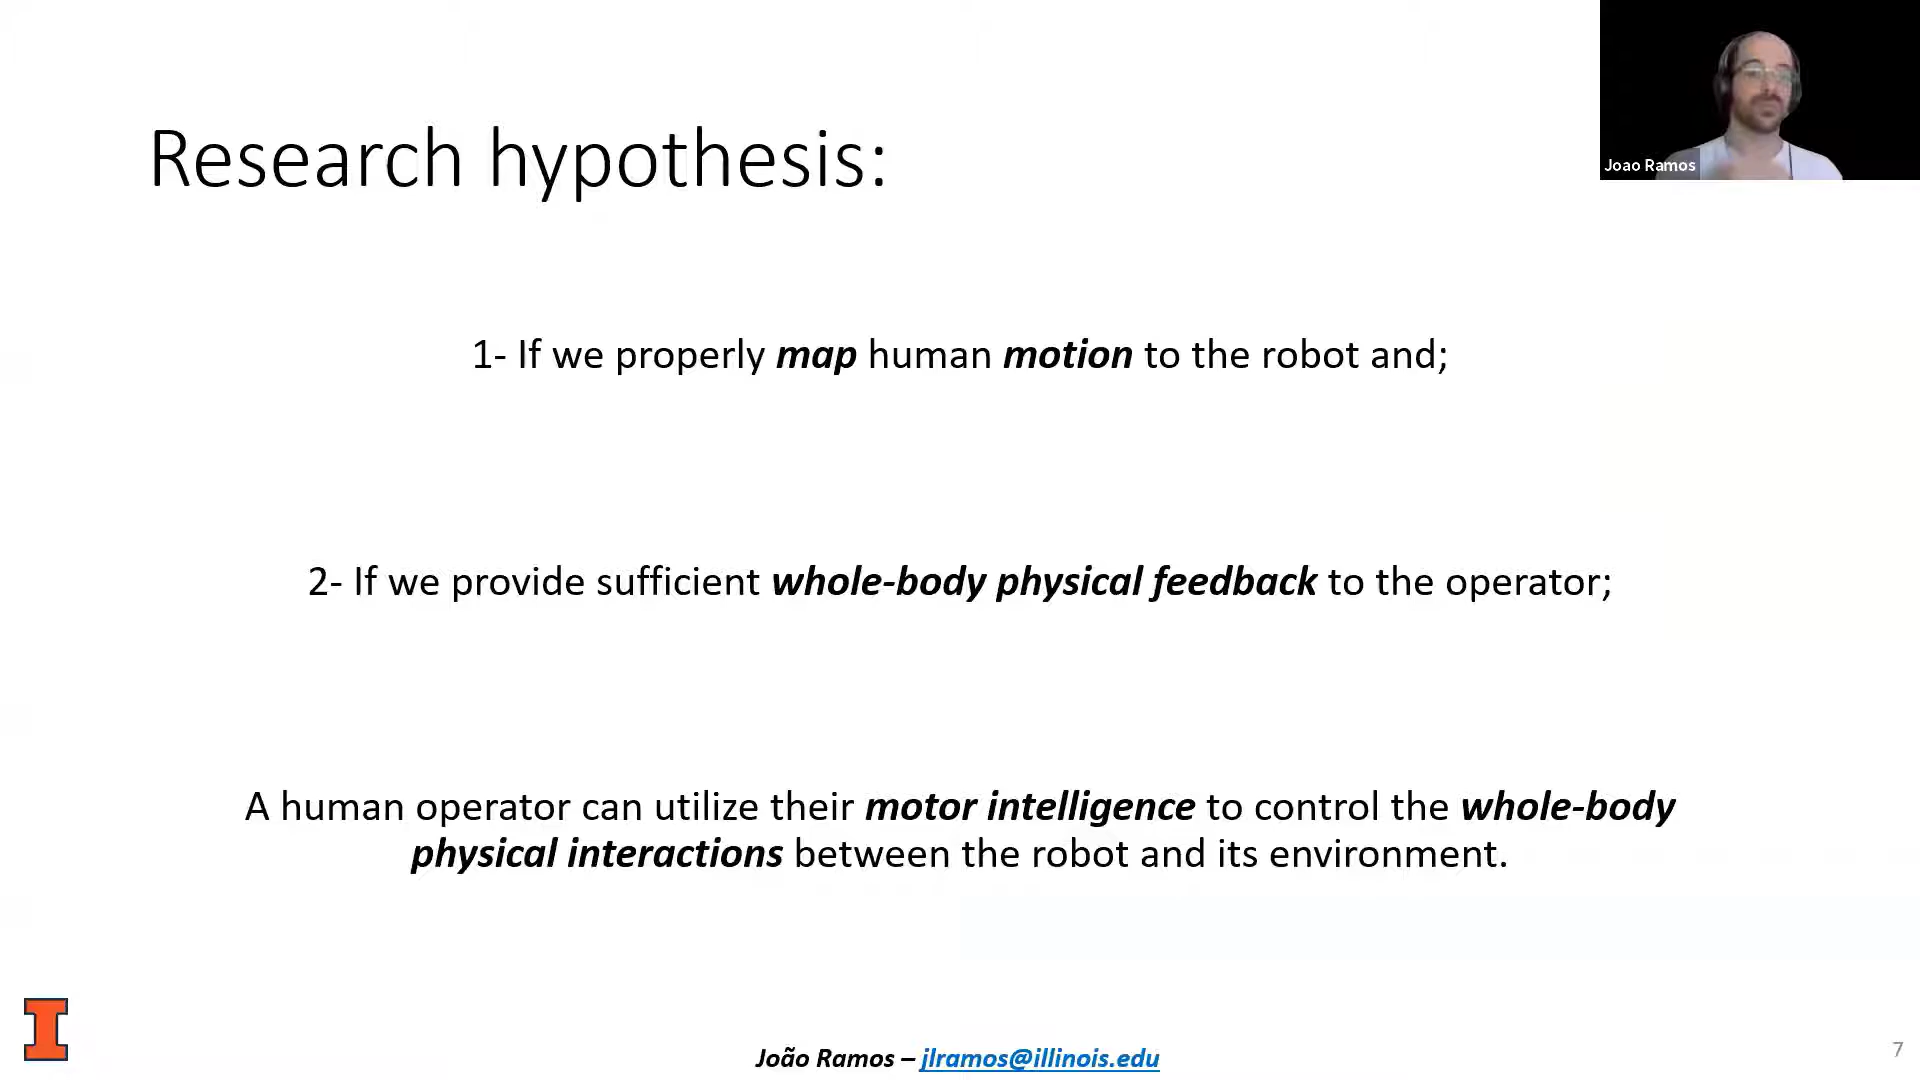 Joao Ramos
Research hypothesis:
1- If we properly map human motion to the robot and;
2- If we provide sufficient whole-body physical feedback to the operator;
A human operator can utilize their motor intelligence to control the whole-body
physical interactions between the robot and its environment.
I
João Ramos – jlramos@illinois.edu
7